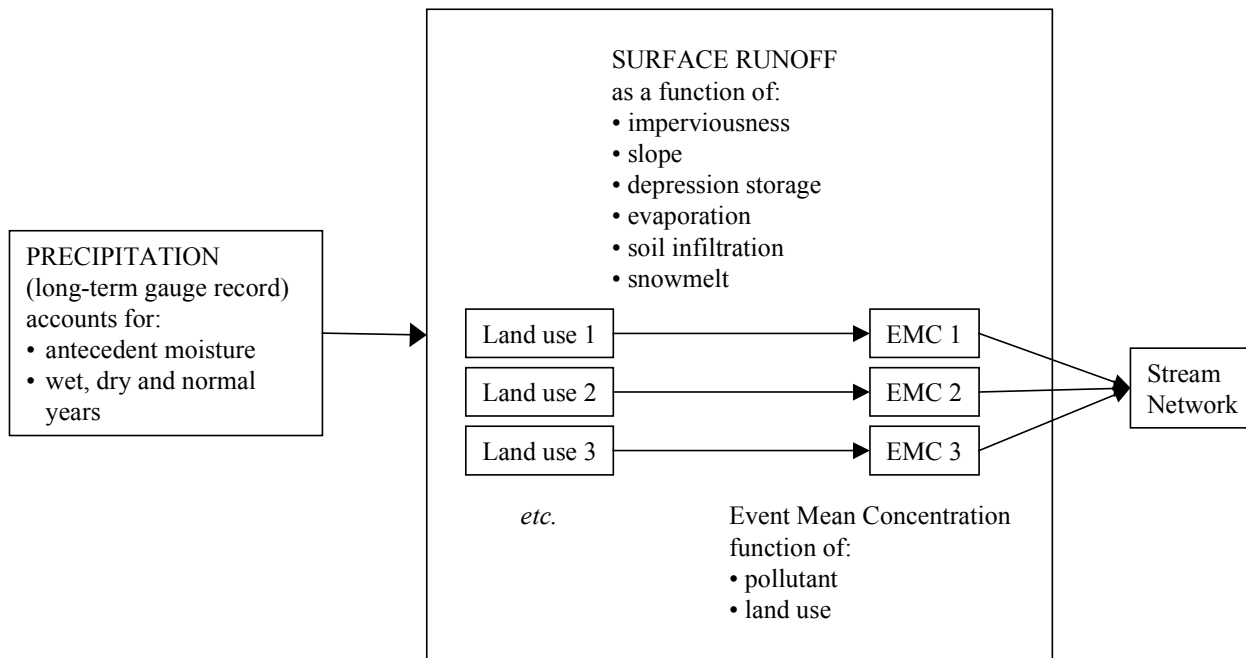 PRECIPITATION
(long-term gauge record)
accounts for:
• antecedent moisture
• wet, dry and normal
years
SURFACE RUNOFF
as a function of:
• imperviousness
• slope
• depression storage
• evaporation
• soil infiltration
• snowmelt
Land use 1
EMC 1
Land use 2
EMC 2
Land use 3
EMC 3
etc.
Event Mean Concentration
function of:
• pollutant
• land use
Stream
Network